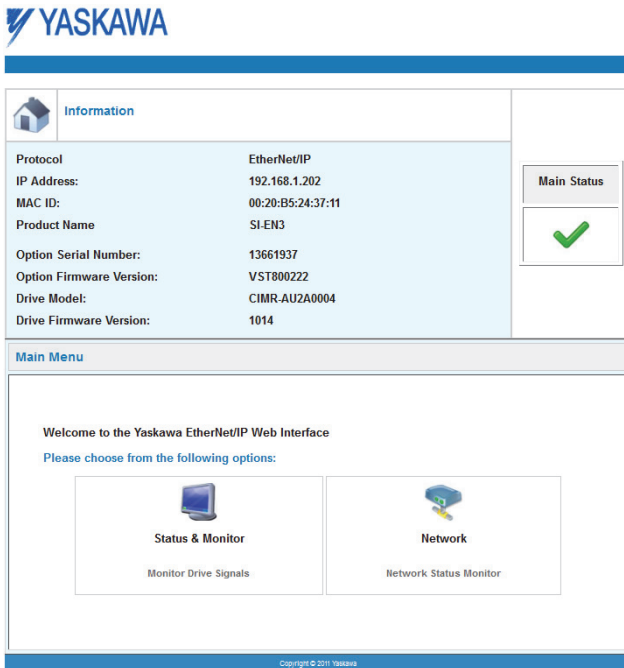 YASKAWA
Information
Protocol EtherNet/IP
IP Address: 192.168.1.202
MAC ID: 00:20:B5:24:37:11
Product Name SI-EN3
Option Serial Number: 13661937
Option Firmware Version: VST800222
Drive Model: CIMR-AU2A0004
Drive Firmware Version: 1014
Main Status
Main Menu
Welcome to the Yaskawa EtherNet/IP Web Interface
Please choose from the following options:
Status & Monitor
Monitor Drive Signals
Network
Network Status Monitor
Copyright © 2011 Yaskawa